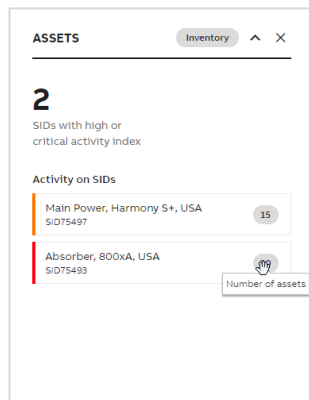 ASSETS
Inventory
2
SIDs with high or
critical activity index
Activity on SIDs
Main Power, Harmony S+, USA
SID75497
15
Absorber, 800xA, USA
SID75493
Number of assets